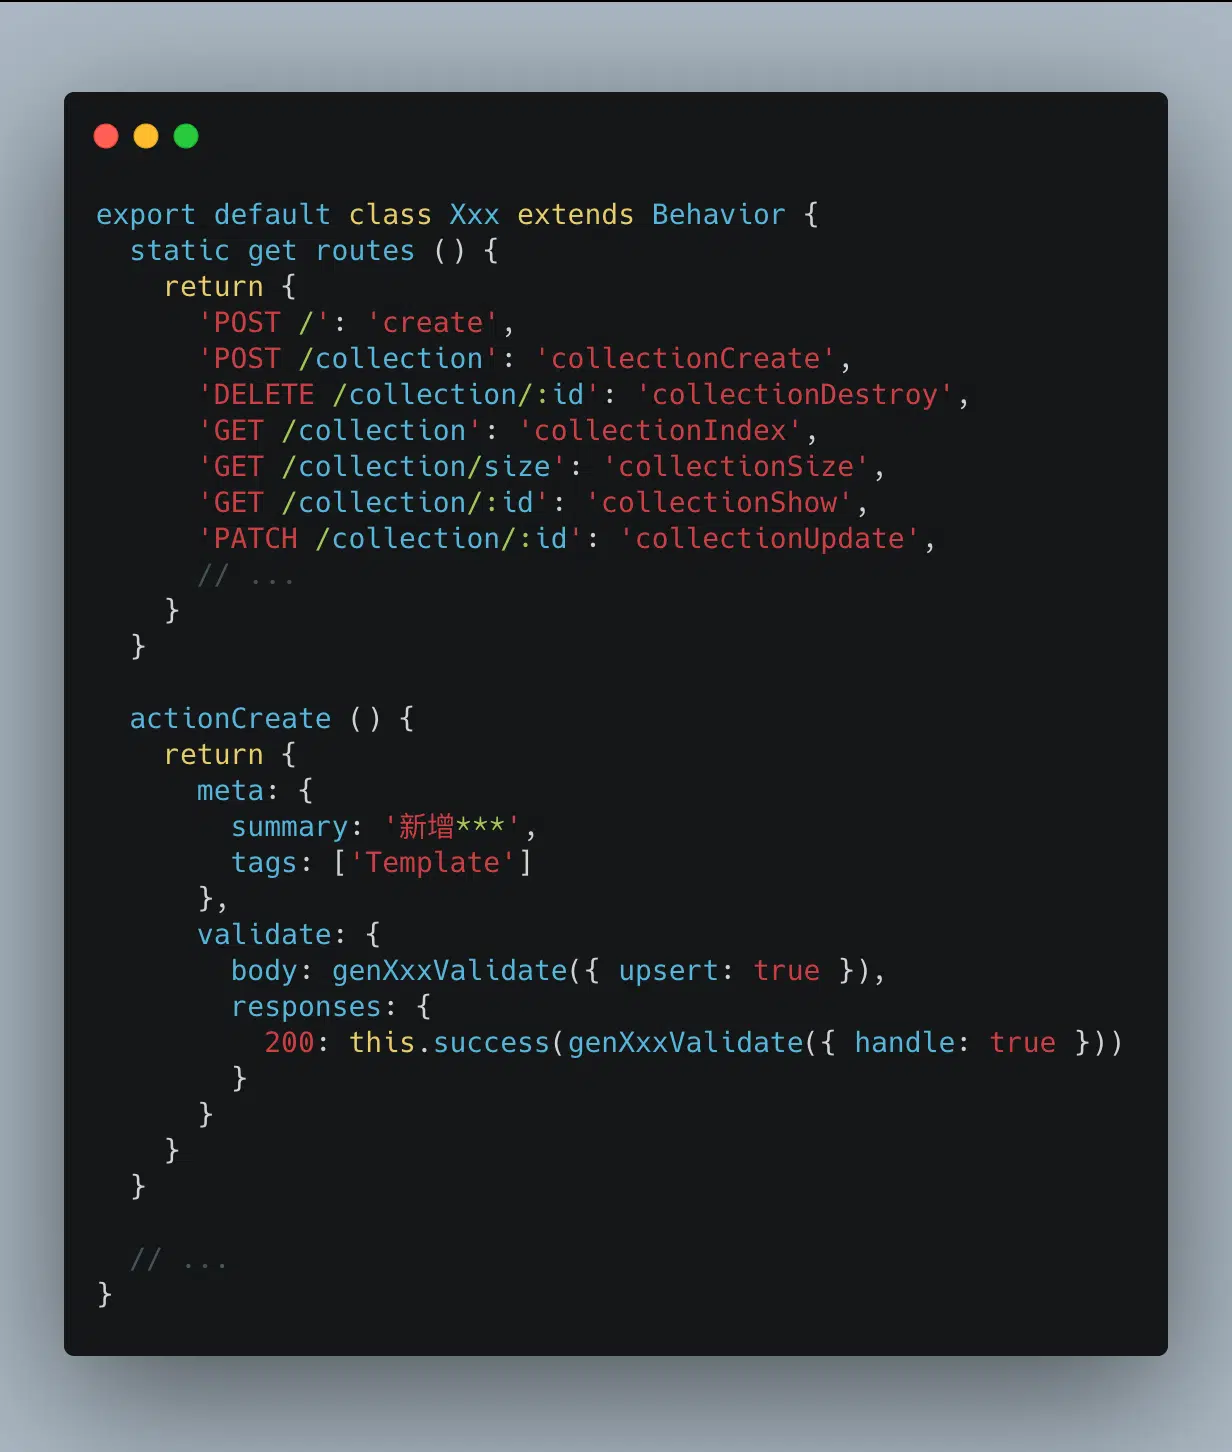 export default class Xxx extends Behavior {
  static get routes () {
    return {
      'POST /': 'create',
      'POST /collection': 'collectionCreate',
      'DELETE /collection/:id': 'collectionDestroy',
      'GET /collection': 'collectionIndex',
      'GET /collection/size': 'collectionSize',
      'GET /collection/:id': 'collectionShow',
      'PATCH /collection/:id': 'collectionUpdate',
      // ...
    }
  }

  actionCreate () {
    return {
      meta: {
        summary: '新增***',
        tags: ['Template']
      },
      validate: {
        body: genXxxValidate({ upsert: true }),
        responses: {
          200: this.success(genXxxValidate({ handle: true }))
        }
      }
    }
  }

  // ...
}